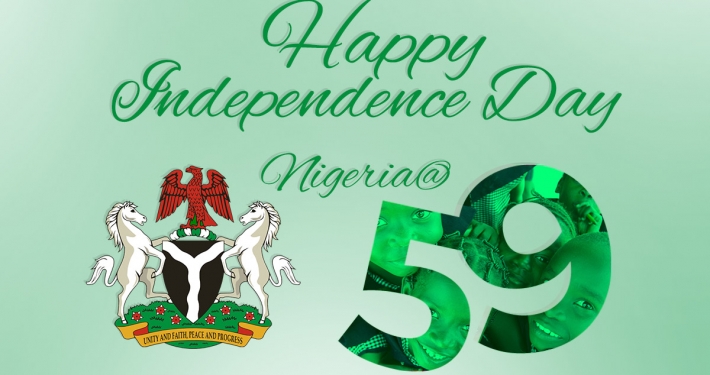 Happy
Independence Day
Nigeria@
59
UNITY AND FAITH, PEACE AND PROGRESS